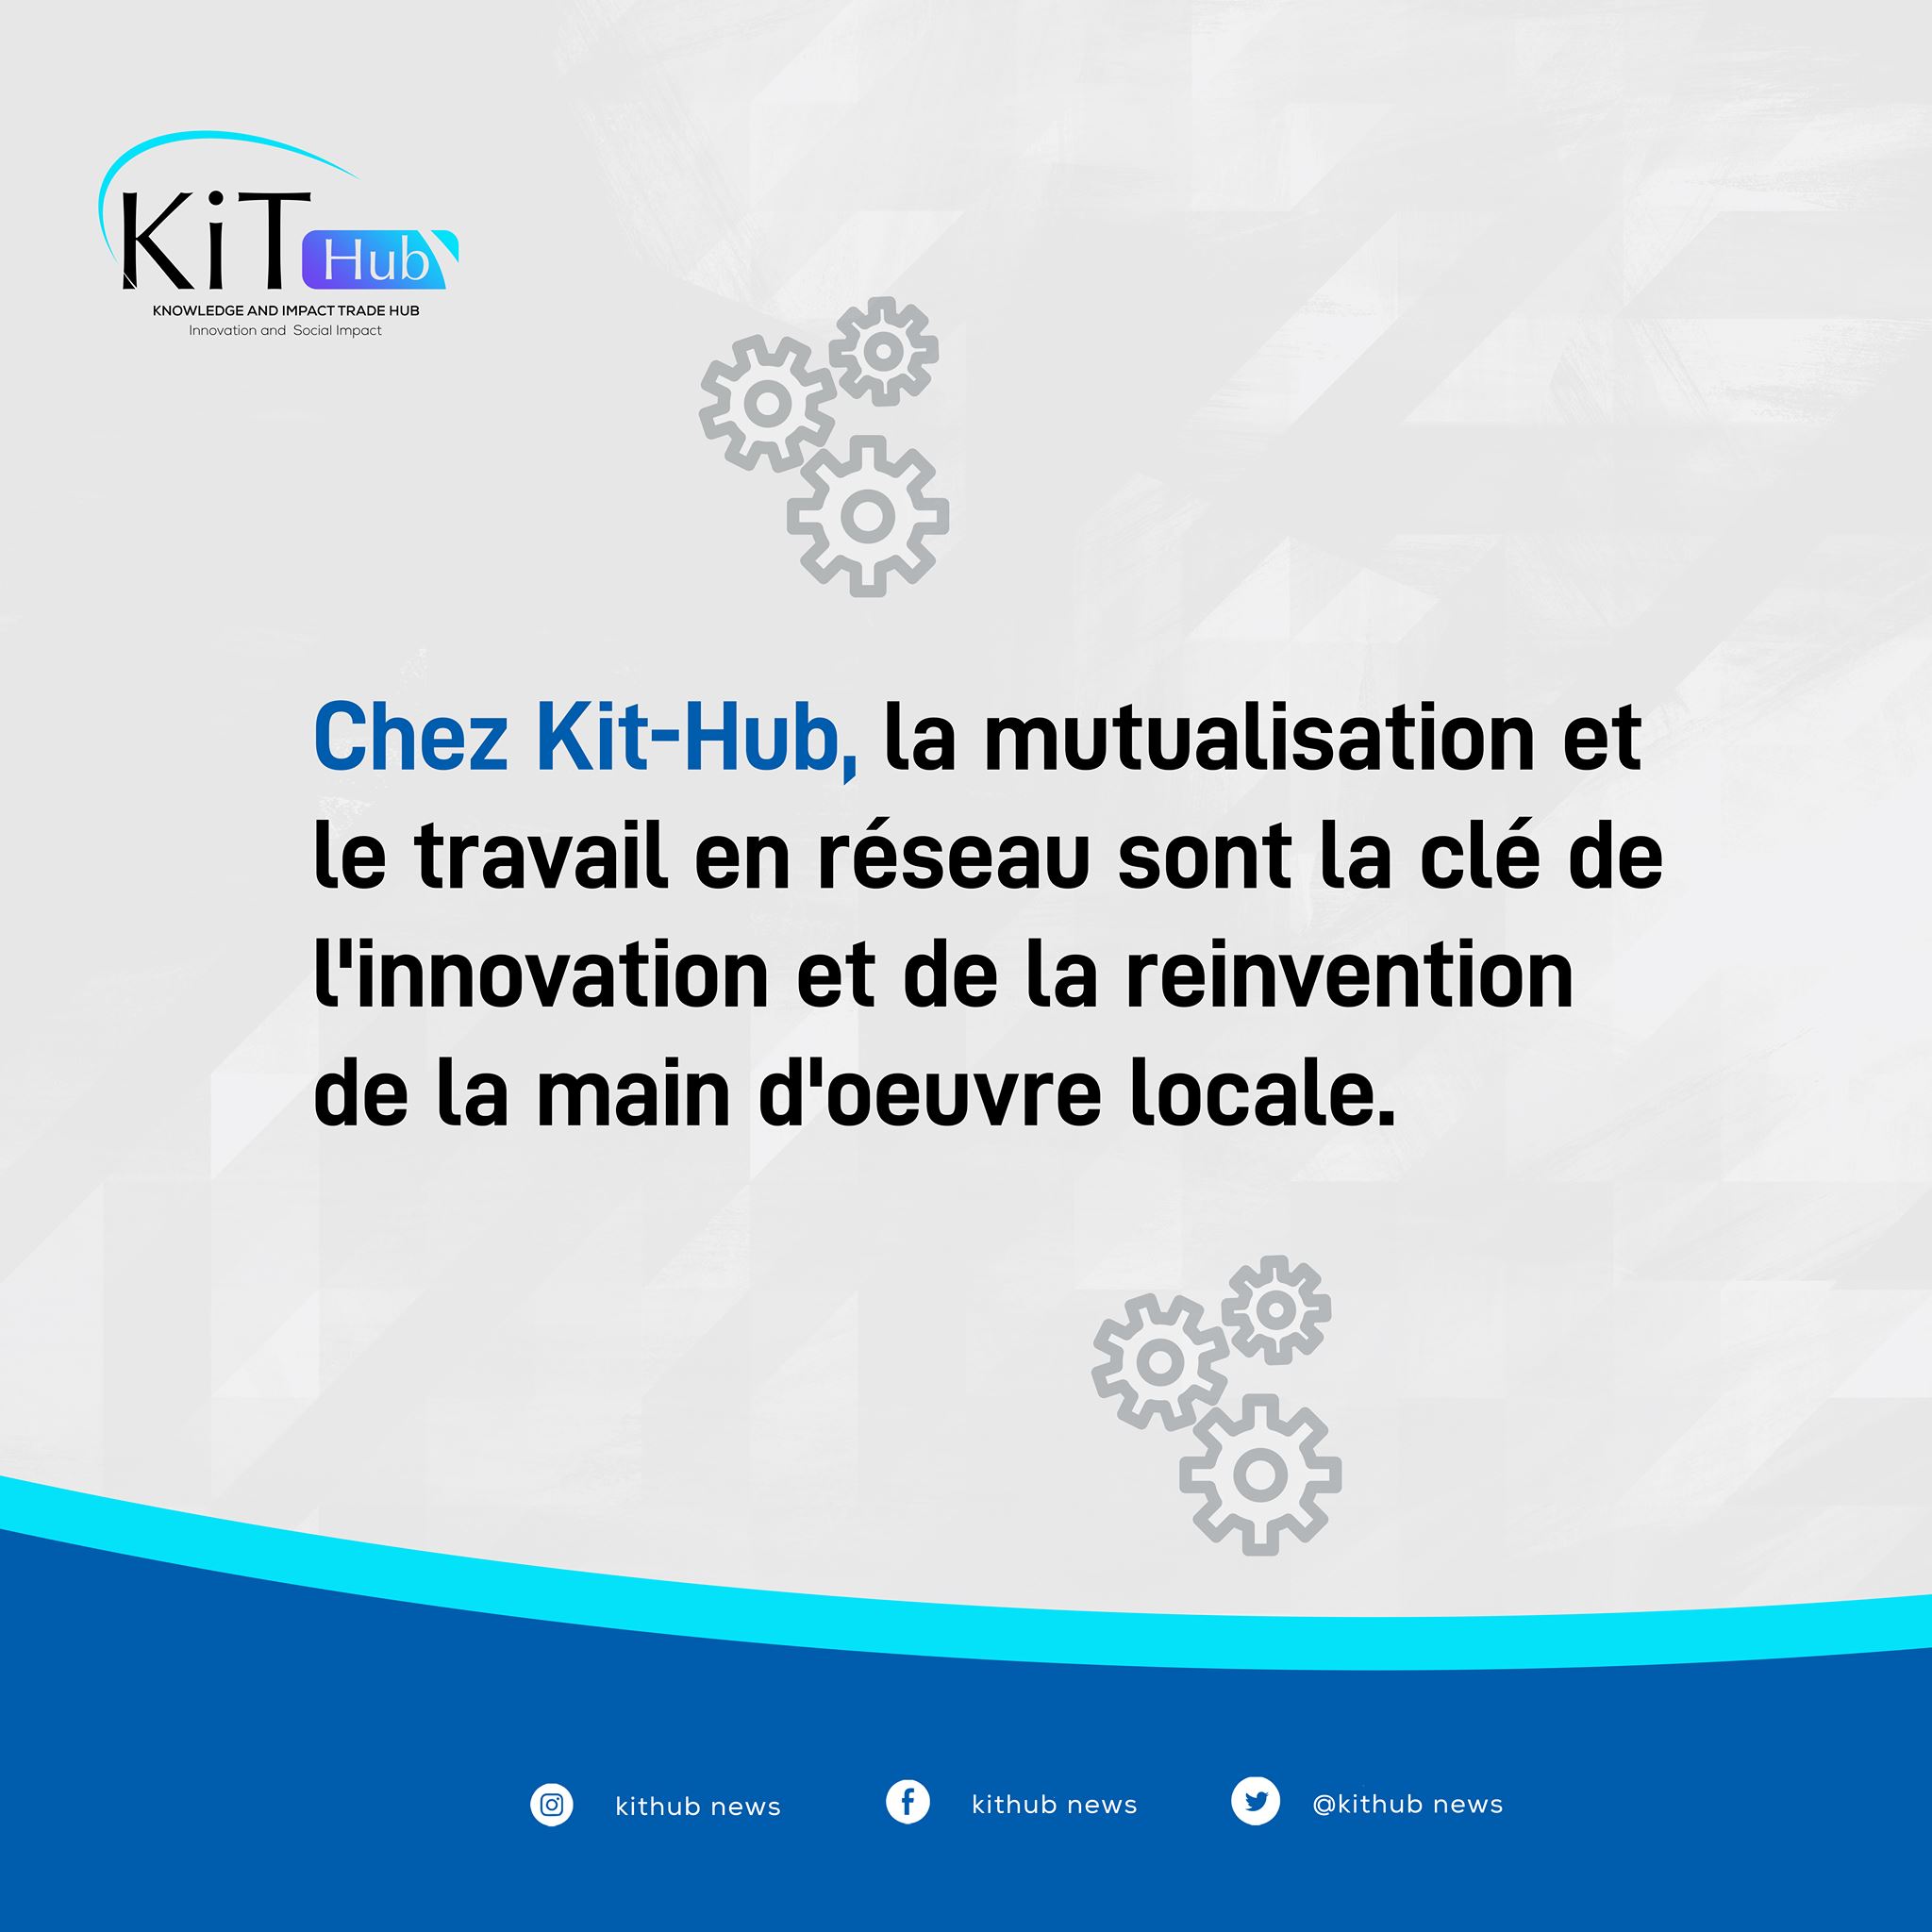 KiT Hub
KNOWLEDGE AND IMPACT TRADE HUB
Innovation and Social Impact
Chez Kit-Hub, la mutualisation et
le travail en réseau sont la clé de
l'innovation et de la reinvention
de la main d'oeuvre locale.
kithub news
kithub news
@kithub news